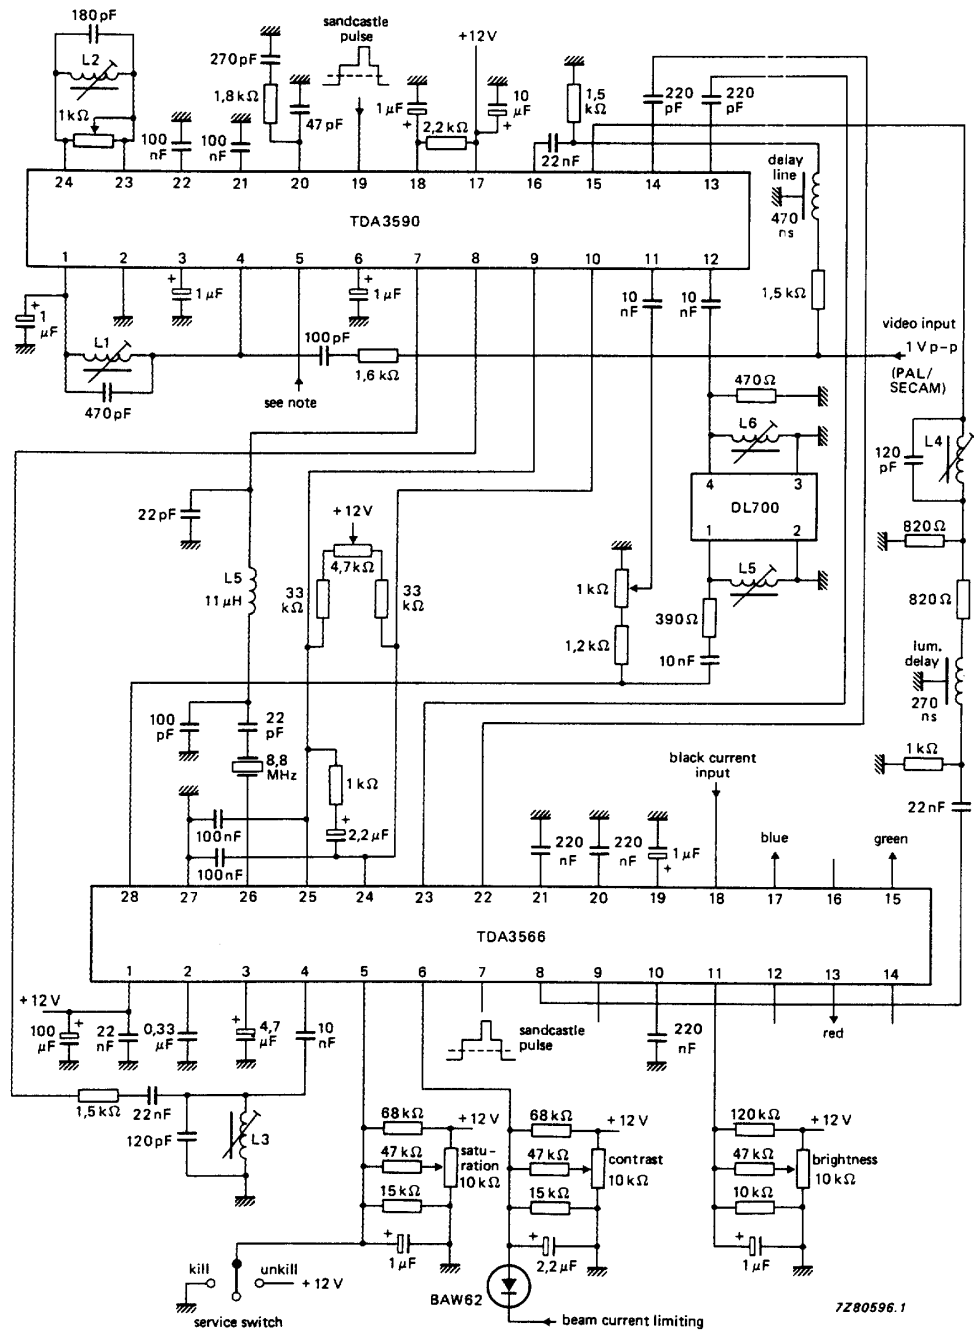 180 pF
L2
1 kΩ
100 nF
100 nF
270 pF
1,8 kΩ
47 pF
sandcastle pulse
1 µF
+12 V
2,2 kΩ
10 µF
1,5 kΩ
22 nF
220 pF
220 pF
delay line
470 ns
24 23 22 21 20 19 18 17 16 15 14 13
TDA3590
1 2 3 4 5 6 7 8 9 10 11 12
1 µF
1 µF
1 µF
10 nF
10 nF
1,5 kΩ
L1
470 pF
100 pF
1,6 kΩ
see note
video input
1 V p-p
(PAL/
SECAM)
470 Ω
L6
4 3
DL700
1 2
L5
L4
120 pF
820 Ω
820 Ω
22 pF
L5
11 µH
+12 V
4,7 kΩ
33 kΩ
33 kΩ
1 kΩ
1,2 kΩ
390 Ω
10 nF
lum. delay
270 ns
1 kΩ
22 nF
100 pF
22 pF
8,8 MHz
1 kΩ
2,2 µF
100 nF
100 nF
220 nF
220 nF
1 µF
black current
input
blue
green
28 27 26 25 24 23 22 21 20 19 18 17 16 15
TDA3566
1 2 3 4 5 6 7 8 9 10 11 12 13 14
+12 V
100 µF
22 nF
0,33 µF
4,7 µF
10 nF
sandcastle
pulse
220 nF
red
1,5 kΩ
22 nF
120 pF
L3
68 kΩ
+12 V
47 kΩ
satu-
ration
10 kΩ
15 kΩ
1 µF
68 kΩ
+12 V
47 kΩ
contrast
10 kΩ
15 kΩ
2,2 µF
120 kΩ
+12 V
47 kΩ
brightness
10 kΩ
10 kΩ
1 µF
kill
unkill
+12 V
service switch
BAW62
beam current limiting
7Z80596.1